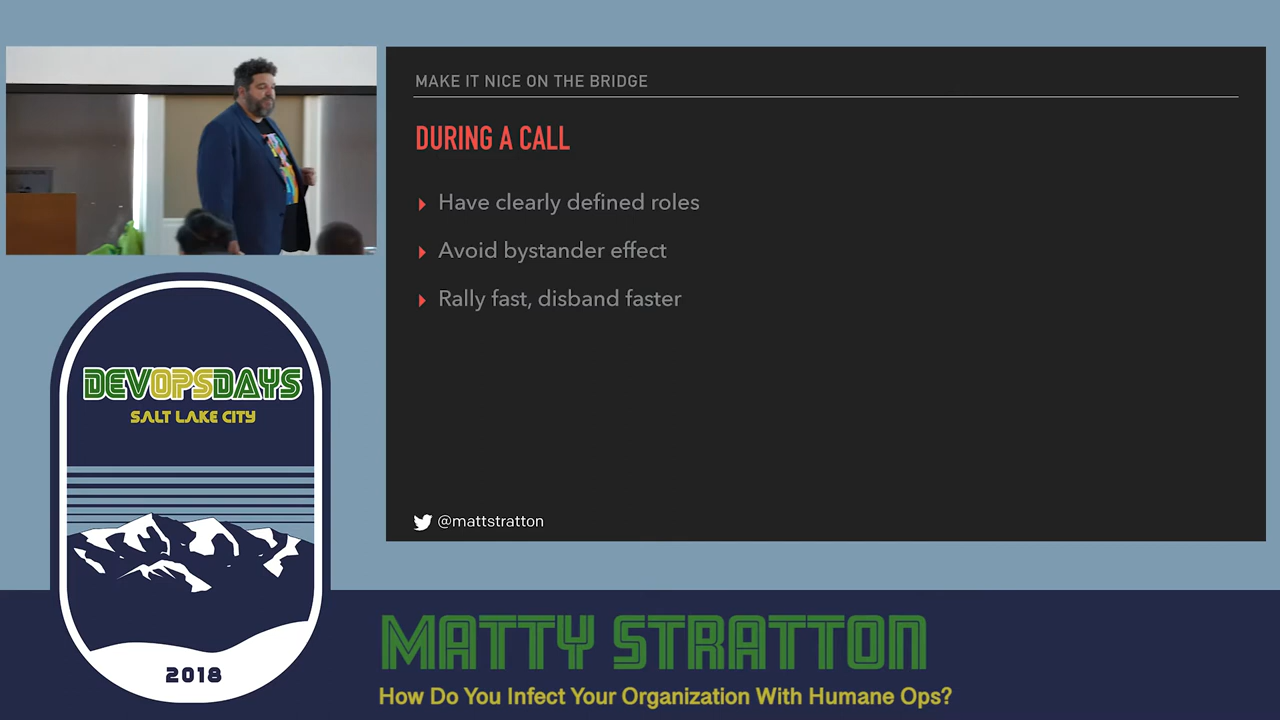 MAKE IT NICE ON THE BRIDGE
DURING A CALL
Have clearly defined roles
Avoid bystander effect
Rally fast, disband faster
@mattstratton
DEVOPSDAYS
SALT LAKE CITY
2018
MATTY STRATTON
How Do You Infect Your Organization With Humane Ops?